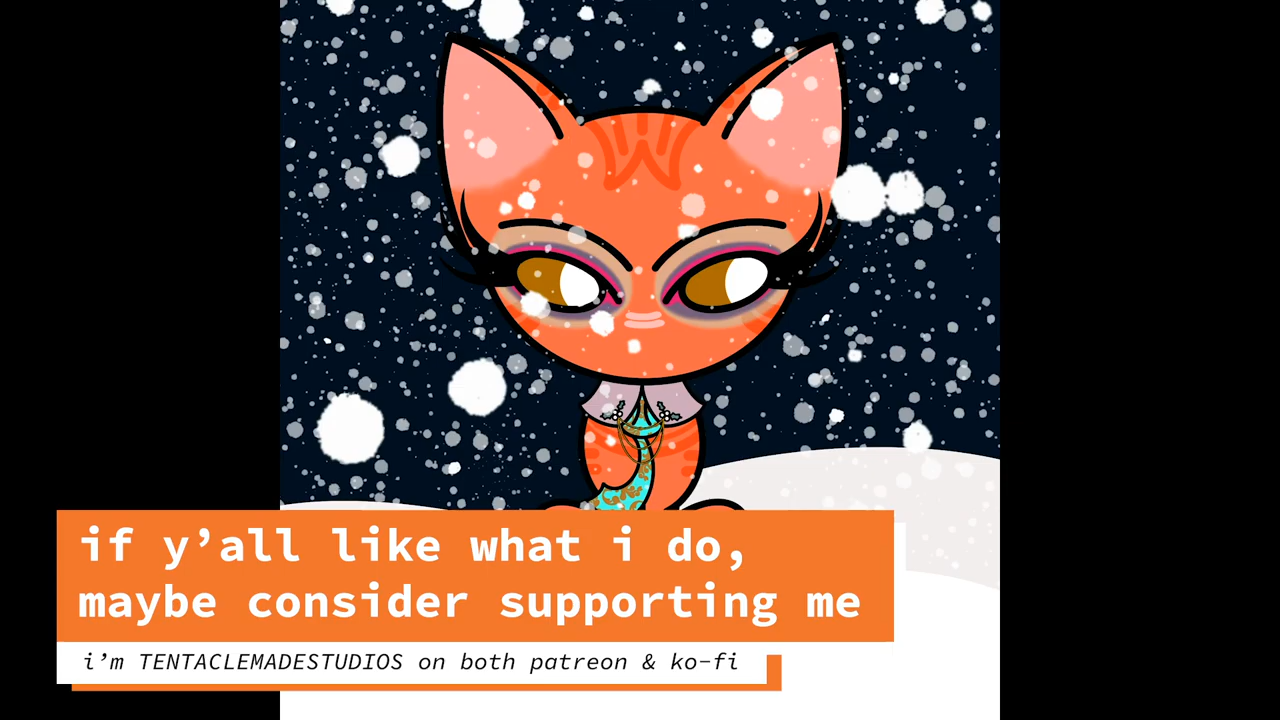 if y’all like what i do,
maybe consider supporting me
i’m TENTACLEMADESTUDIOS on both patreon & ko-fi